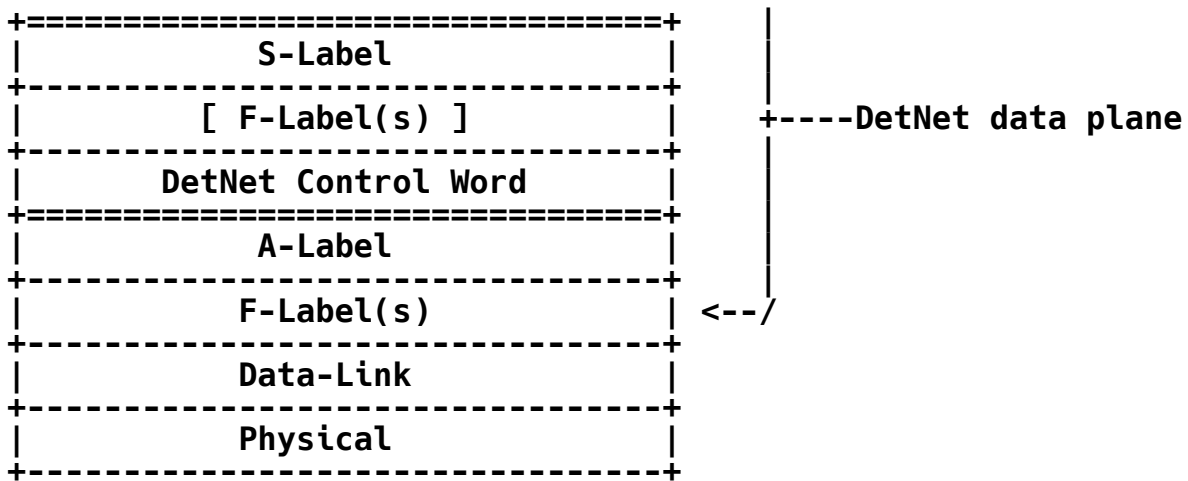 S-Label
[ F-Label(s) ]     +----DetNet data plane
DetNet Control Word
A-Label
F-Label(s)     <--/
Data-Link
Physical